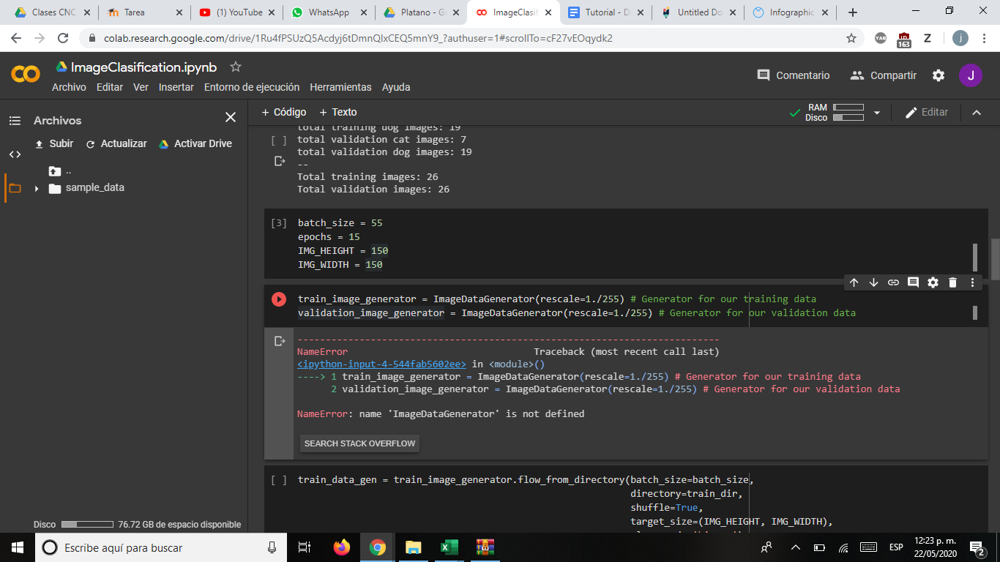 Clases CNC
Tarea
(1) YouTube
WhatsApp
Platano - G
ImageClasif
Tutorial - D
Untitled Do
Infographic
colab.research.google.com/drive/1Ru4fPSUzQ5Acdyj6tDmnQIxCEQ5mnY9_?authuser=1#scrollTo=cF27vEOqydk2
YAB
163
Z
j
ImageClasification.ipynb
Archivo Editar Ver Insertar Entorno de ejecución Herramientas Ayuda
Comentario
Compartir
J
Archivos
Subir
Actualizar
Activar Drive
..
sample_data
Disco 76.72 GB de espacio disponible
+ Código + Texto
RAM
Disco
Editar
total training dog images: 19
[ ] total validation cat images: 7
total validation dog images: 19
--
Total training images: 26
Total validation images: 26
[3] batch_size = 55
epochs = 15
IMG_HEIGHT = 150
IMG_WIDTH = 150
train_image_generator = ImageDataGenerator(rescale=1./255) # Generator for our training data
validation_image_generator = ImageDataGenerator(rescale=1./255) # Generator for our validation data
---------------------------------------------------------------------------
NameError Traceback (most recent call last)
<ipython-input-4-544fab5602ee> in <module>()
----> 1 train_image_generator = ImageDataGenerator(rescale=1./255) # Generator for our training data
2 validation_image_generator = ImageDataGenerator(rescale=1./255) # Generator for our validation data
NameError: name 'ImageDataGenerator' is not defined
SEARCH STACK OVERFLOW
[ ] train_data_gen = train_image_generator.flow_from_directory(batch_size=batch_size,
directory=train_dir,
shuffle=True,
target_size=(IMG_HEIGHT, IMG_WIDTH),
Escribe aquí para buscar
ESP
12:23 p. m.
22/05/2020
2